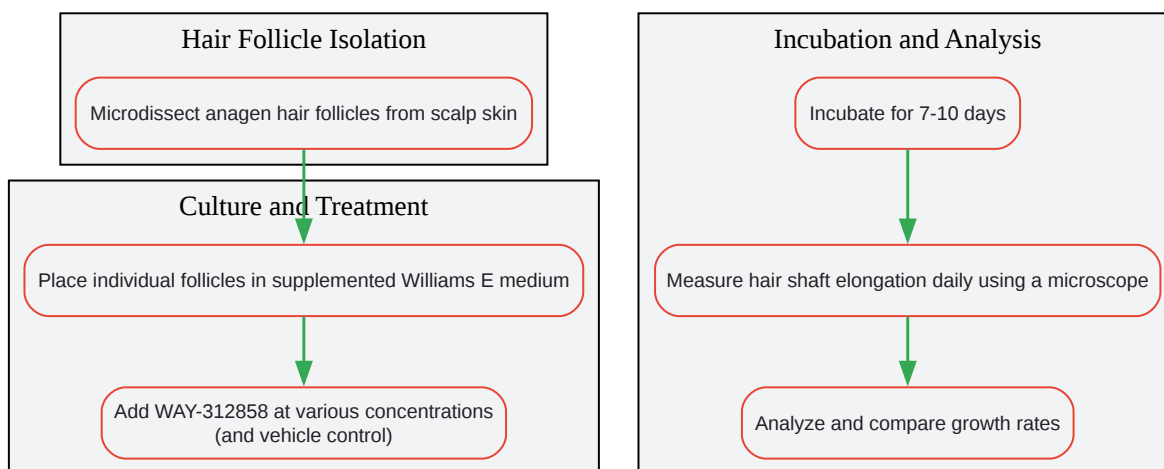 Hair Follicle Isolation
Microdissect anagen hair follicles from scalp skin
Culture and Treatment
Place individual follicles in supplemented Williams E medium
Add WAY-312858 at various concentrations
(and vehicle control)
Incubation and Analysis
Incubate for 7-10 days
Measure hair shaft elongation daily using a microscope
Analyze and compare growth rates